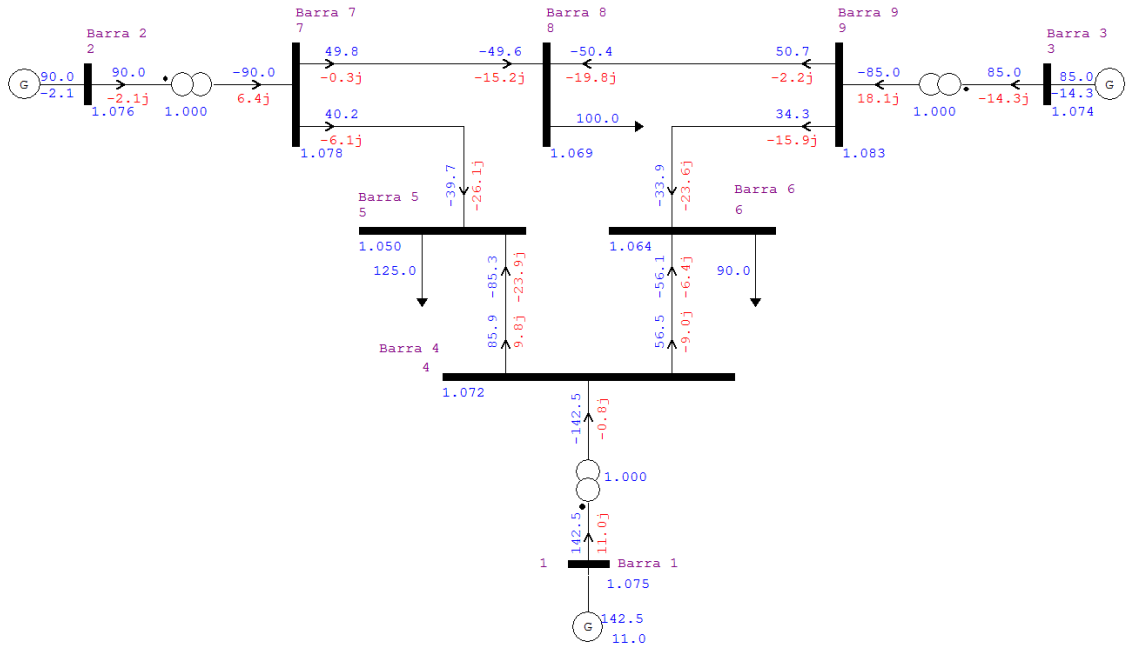 Barra 2
2
G
90.0
-2.1
90.0
-2.1j
1.076
1.000
-90.0
6.4j
Barra 7
7
49.8
-0.3j
40.2
-6.1j
1.078
-49.6
-15.2j
Barra 8
8
-50.4
-19.8j
100.0
1.069
50.7
-2.2j
34.3
-15.9j
Barra 9
9
1.083
-85.0
18.1j
1.000
85.0
-14.3j
Barra 3
3
85.0
-14.3
1.074
G
-39.7
-26.1j
Barra 5
5
1.050
125.0
-85.3
-23.9j
85.9
9.8j
-33.9
-23.6j
Barra 6
6
1.064
90.0
-56.1
-6.4j
56.5
-9.0j
Barra 4
4
1.072
-142.5
-0.8j
1.000
142.5
11.0j
1
Barra 1
1.075
G
142.5
11.0